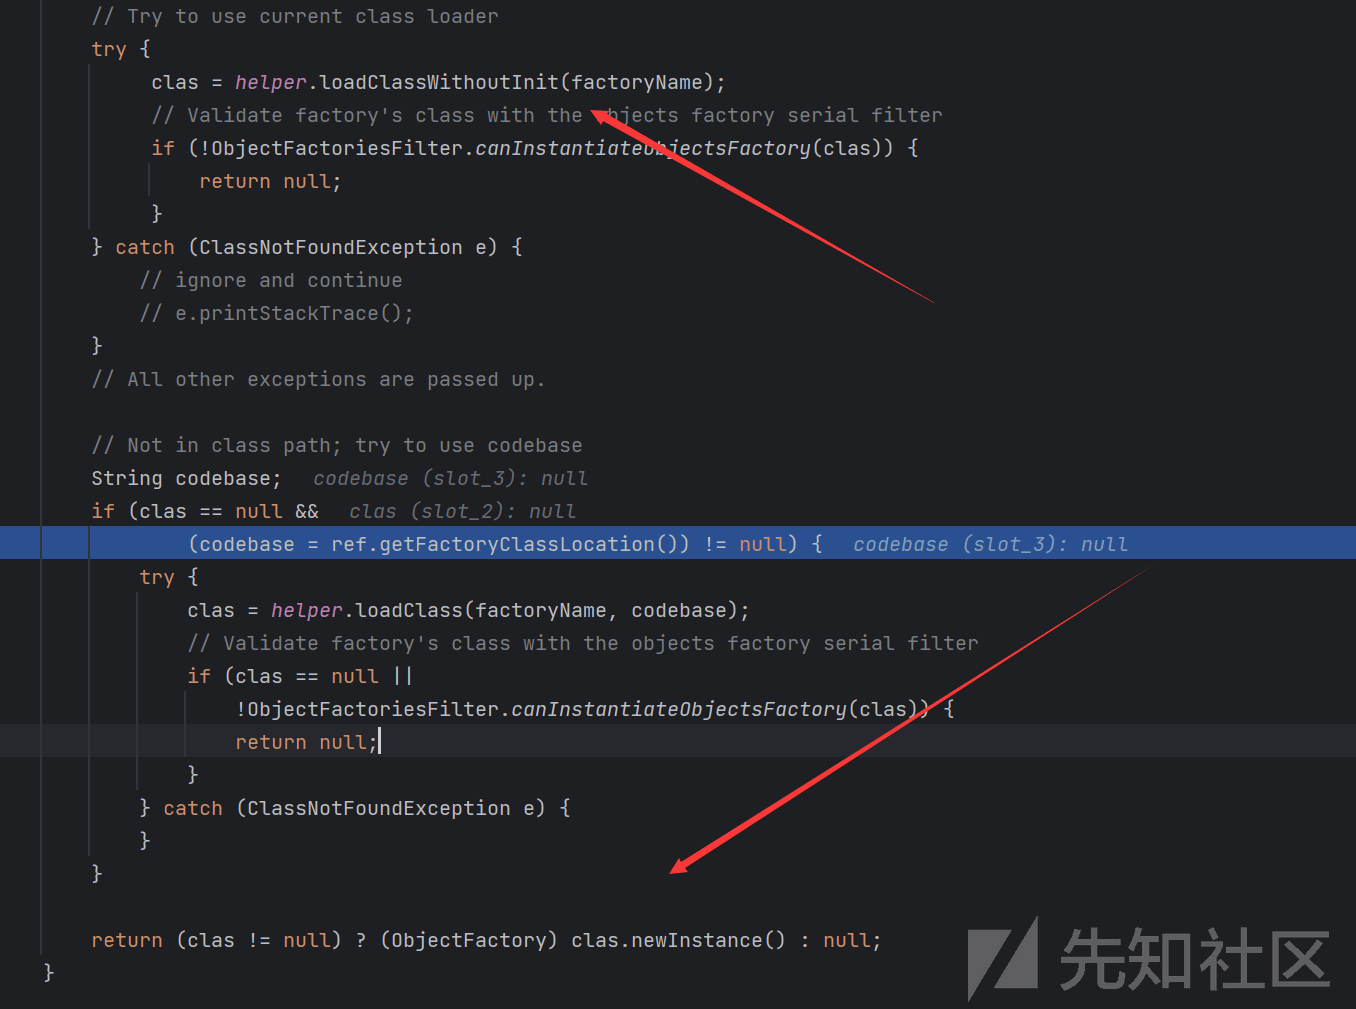 // Try to use current class loader
try {
clas = helper.loadClassWithoutInit(factoryName);
// Validate factory's class with the objects factory serial filter
if (!ObjectFactoriesFilter.canInstantiateObjectsFactory(clas)) {
return null;
}
} catch (ClassNotFoundException e) {
// ignore and continue
// e.printStackTrace();
}
// All other exceptions are passed up.
// Not in class path; try to use codebase
String codebase; codebase (slot_3): null
if (clas == null && clas (slot_2): null
(codebase = ref.getFactoryClassLocation()) != null) { codebase (slot_3): null
try {
clas = helper.loadClass(factoryName, codebase);
// Validate factory's class with the objects factory serial filter
if (clas == null ||
!ObjectFactoriesFilter.canInstantiateObjectsFactory(clas)) {
return null;
}
} catch (ClassNotFoundException e) {
}
}
return (clas != null) ? (ObjectFactory) clas.newInstance() : null;
}
先知社区